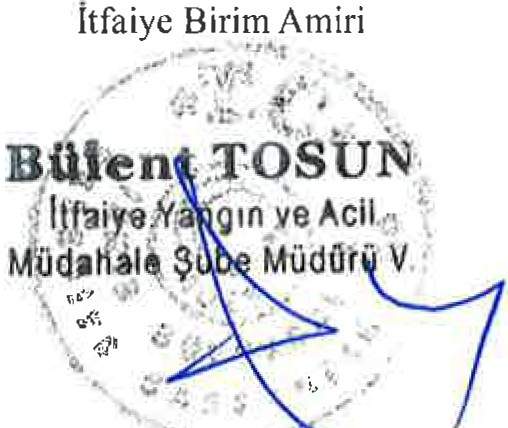 İtfaiye Birim Amiri
Bülent TOSUN
İtfaiye Yangın ve Acil
Müdahale Şube Müdürü V.